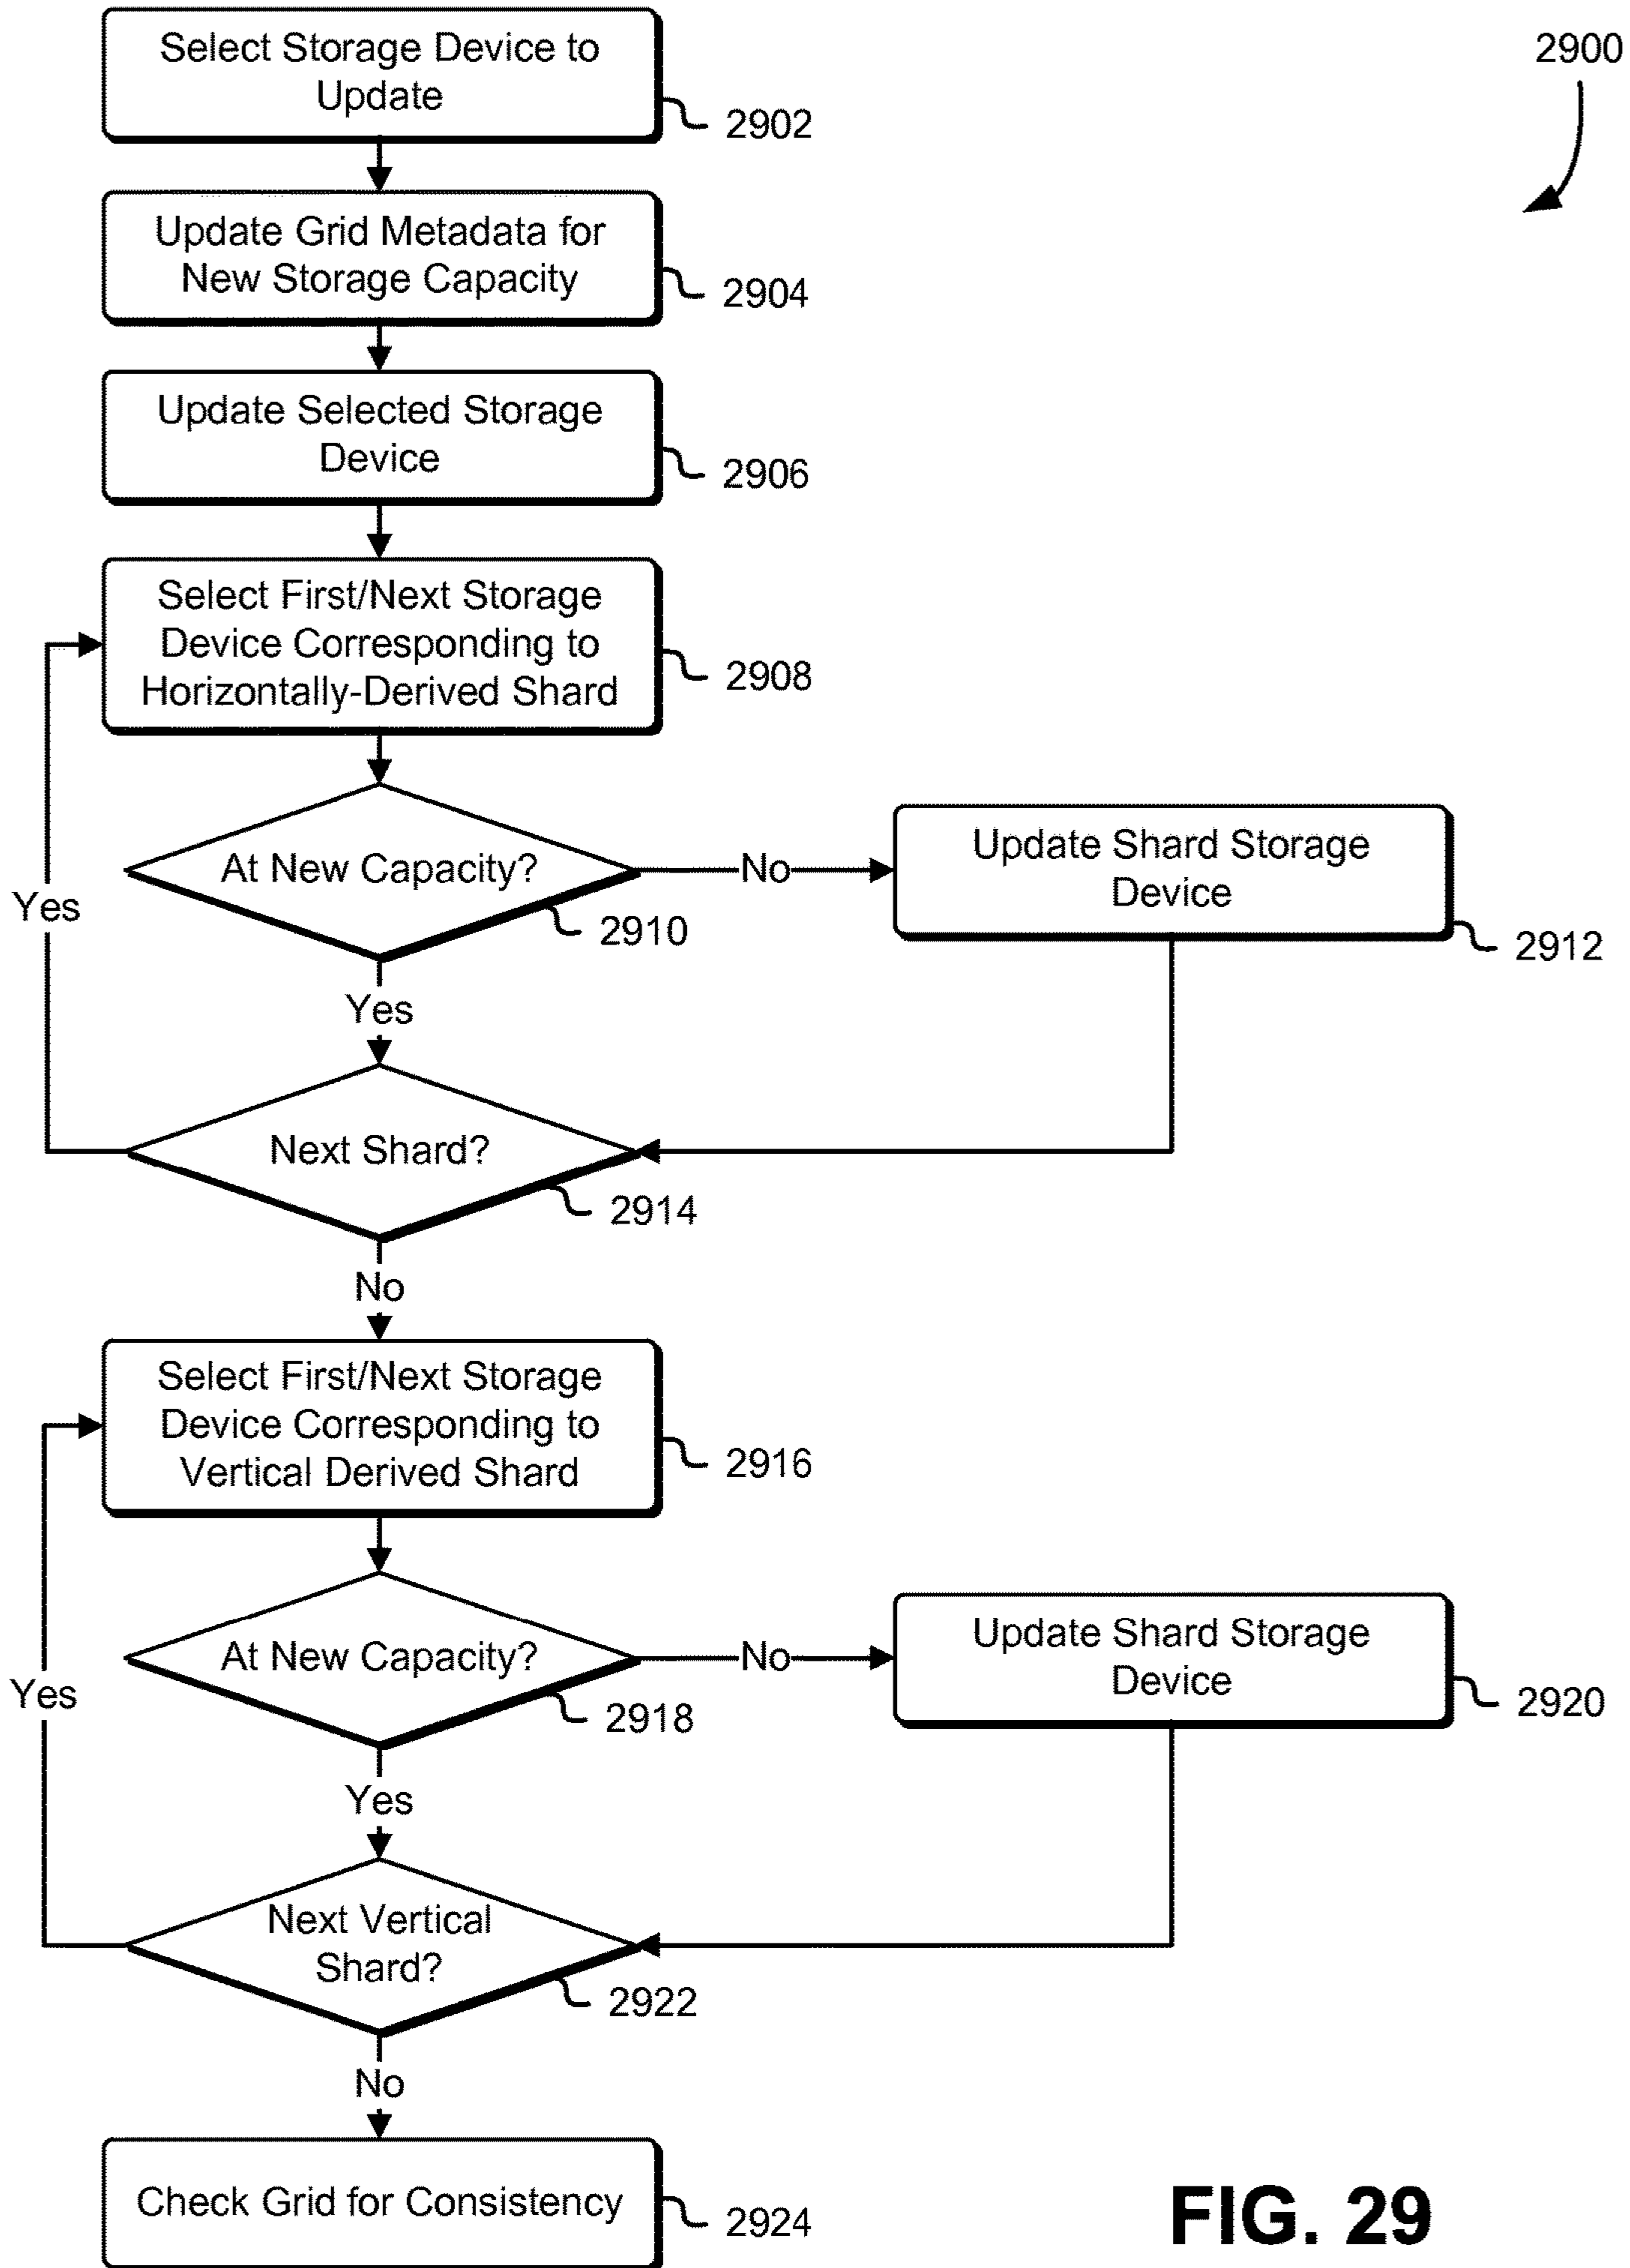 Select Storage Device to
Update
2902
2900
Update Grid Metadata for
New Storage Capacity
2904
Update Selected Storage
Device
2906
Select First/Next Storage
Device Corresponding to
Horizontally-Derived Shard
2908
At New Capacity?
2910
No
Update Shard Storage
Device
2912
Yes
Yes
Next Shard?
2914
No
Select First/Next Storage
Device Corresponding to
Vertical Derived Shard
2916
At New Capacity?
2918
No
Update Shard Storage
Device
2920
Yes
Yes
Next Vertical
Shard?
2922
No
Check Grid for Consistency
2924
FIG. 29